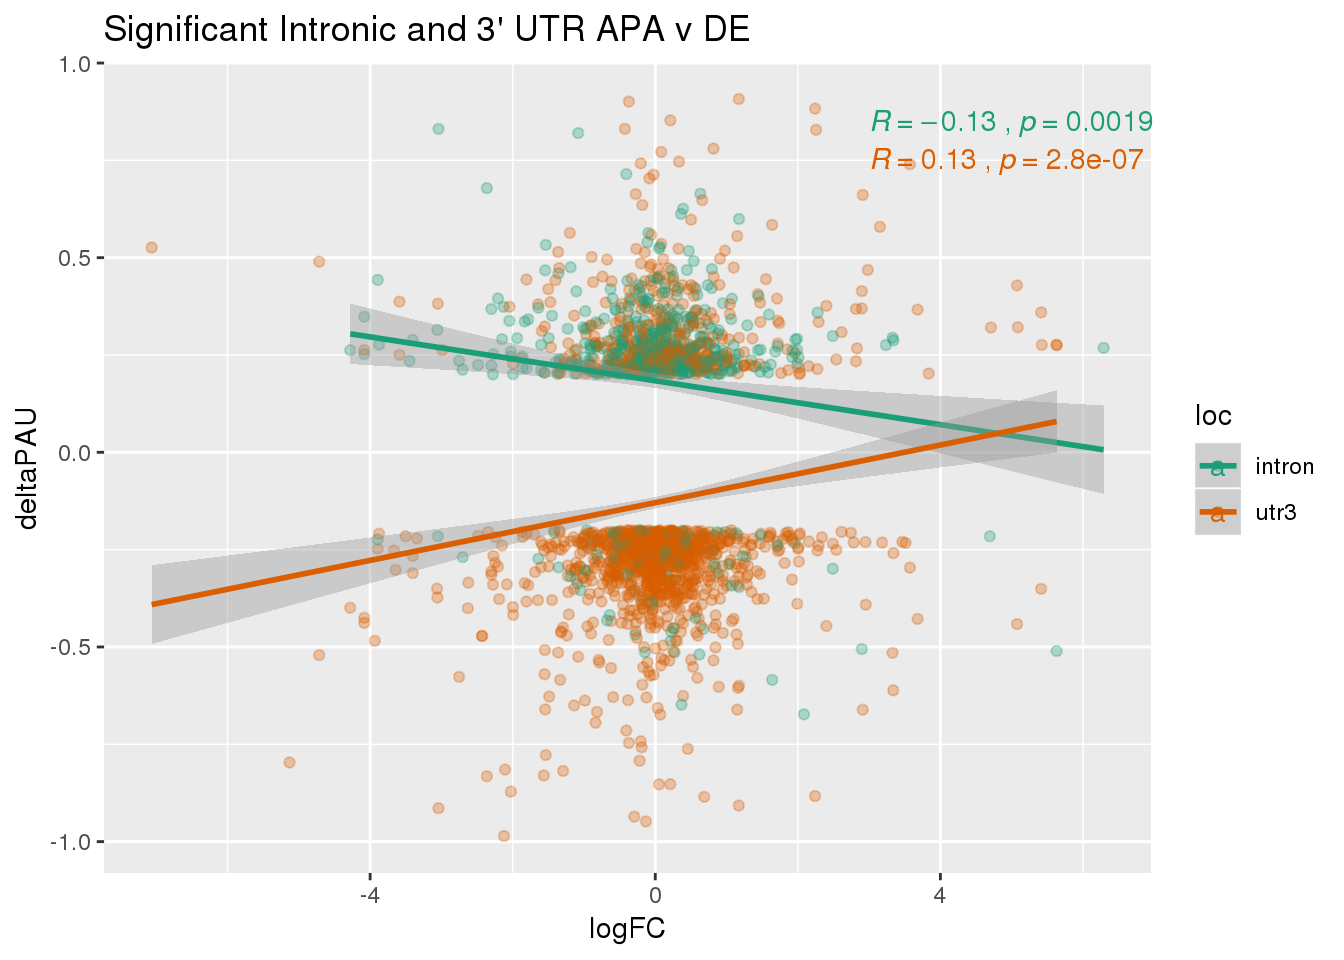 Significant Intronic and 3' UTR APA v DE
R = −0.13 , p = 0.0019
R = 0.13 , p = 2.8e-07
1.0
0.5
0.0
-0.5
-1.0
deltaPAU
-4
0
4
logFC
loc
a intron
a utr3